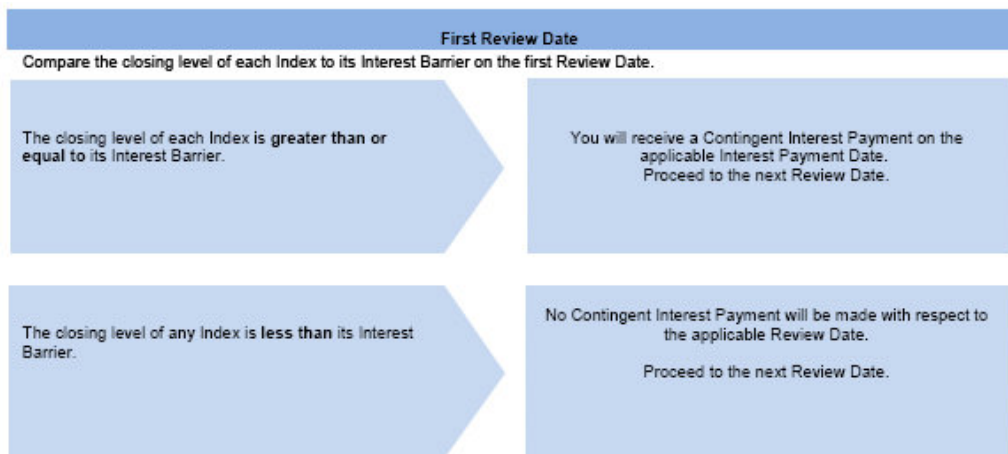 First Review Date
Compare the closing level of each Index to its Interest Barrier on the first Review Date.
The closing level of each Index is greater than or
equal to its Interest Barrier.
You will receive a Contingent Interest Payment on the
applicable Interest Payment Date.
Proceed to the next Review Date.
The closing level of any Index is less than its Interest
Barrier.
No Contingent Interest Payment will be made with respect to
the applicable Review Date.
Proceed to the next Review Date.